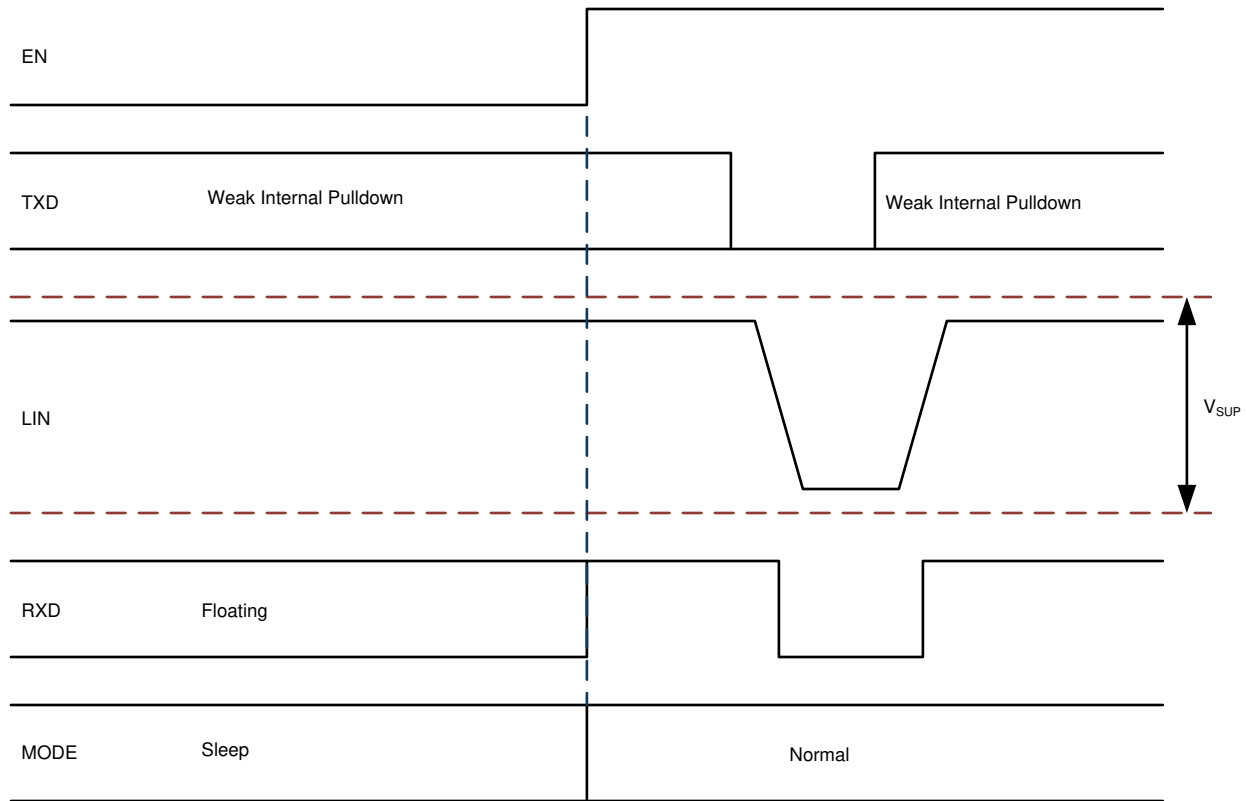 EN
TXD
Weak Internal Pulldown
Weak Internal Pulldown
LIN
VSUP
RXD
Floating
MODE
Sleep
Normal